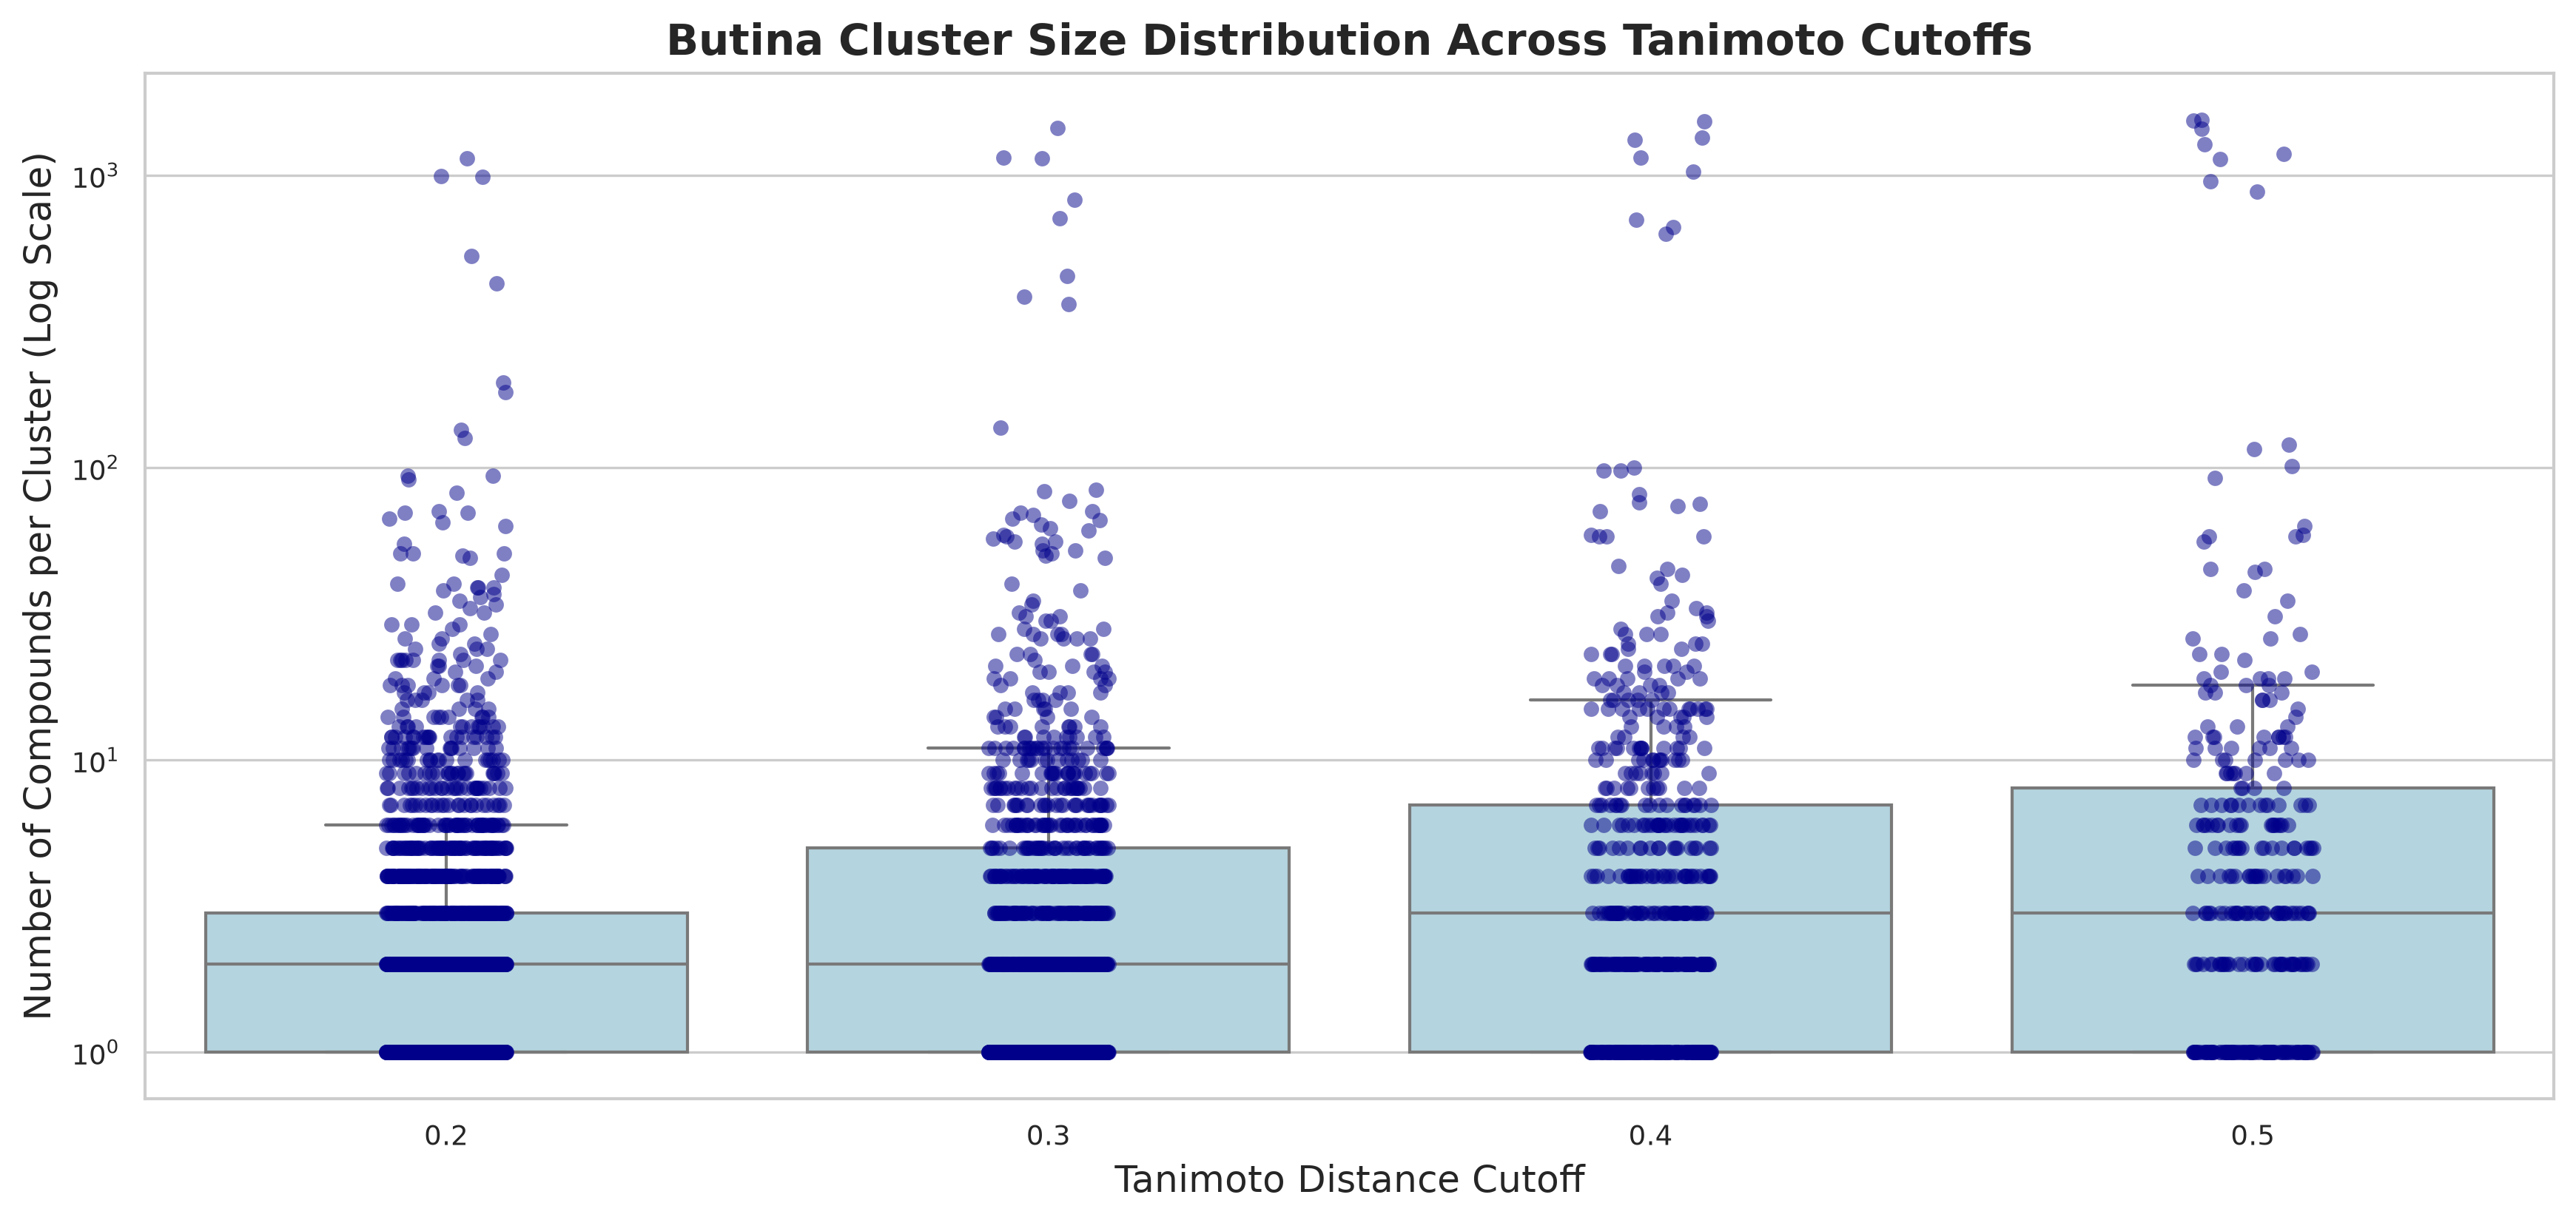 Butina Cluster Size Distribution Across Tanimoto Cutoffs
Number of Compounds per Cluster (Log Scale)
10³
10²
10¹
10⁰
0.2 0.3 0.4 0.5
Tanimoto Distance Cutoff